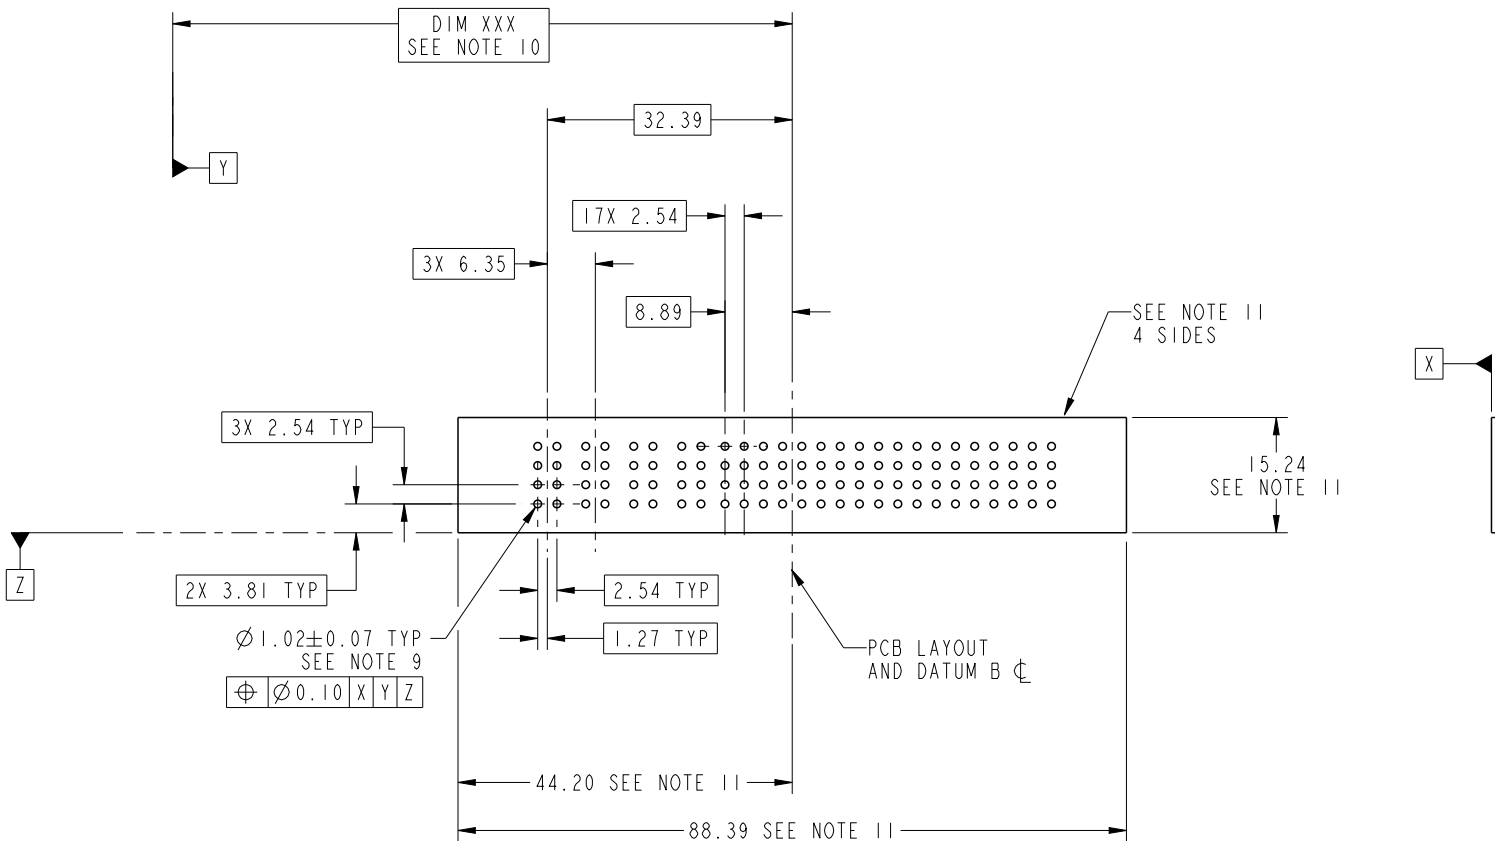 DIM XXX
SEE NOTE 10
32.39
Y
17X 2.54
3X 6.35
8.89
SEE NOTE 11
4 SIDES
X
3X 2.54 TYP
15.24
SEE NOTE 11
Z
2X 3.81 TYP
2.54 TYP
Ø1.02±0.07 TYP
SEE NOTE 9
1.27 TYP
⌖ Ø0.10 X Y Z
PCB LAYOUT
AND DATUM B ℄
44.20 SEE NOTE 11
88.39 SEE NOTE 11